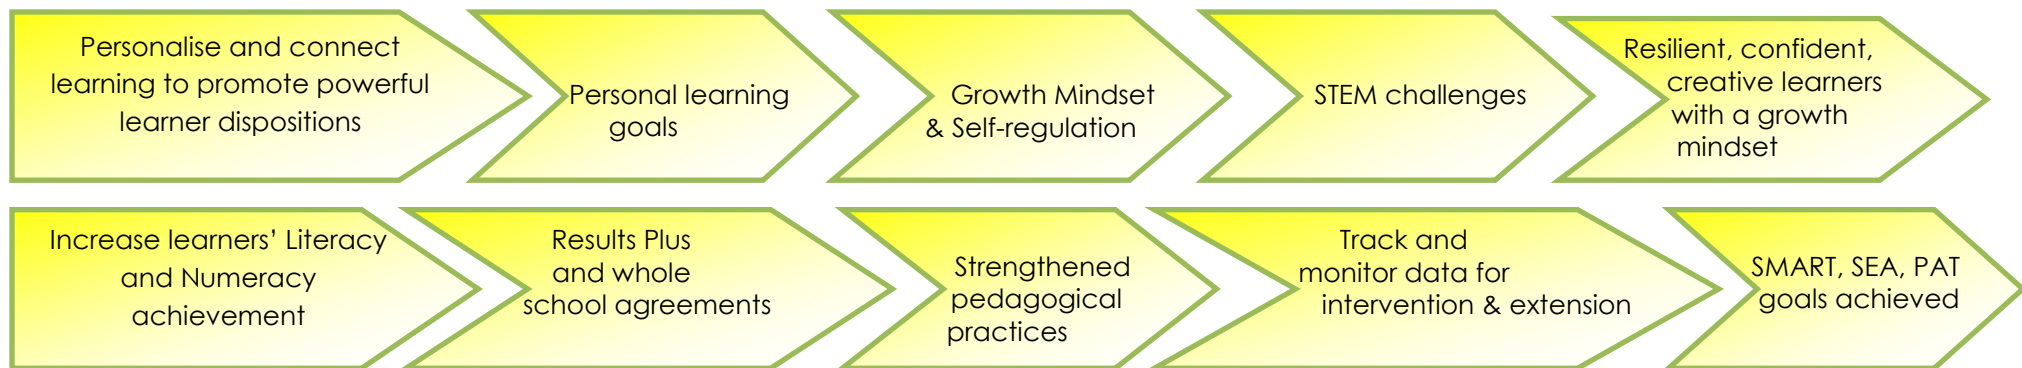 Personalise and connect
learning to promote powerful
learner dispositions
Personal learning
goals
Growth Mindset
& Self-regulation
STEM challenges
Resilient, confident,
creative learners
with a growth
mindset
Increase learners’ Literacy
and Numeracy
achievement
Results Plus
and whole
school agreements
Strengthened
pedagogical
practices
Track and
monitor data for
intervention & extension
SMART, SEA, PAT
goals achieved